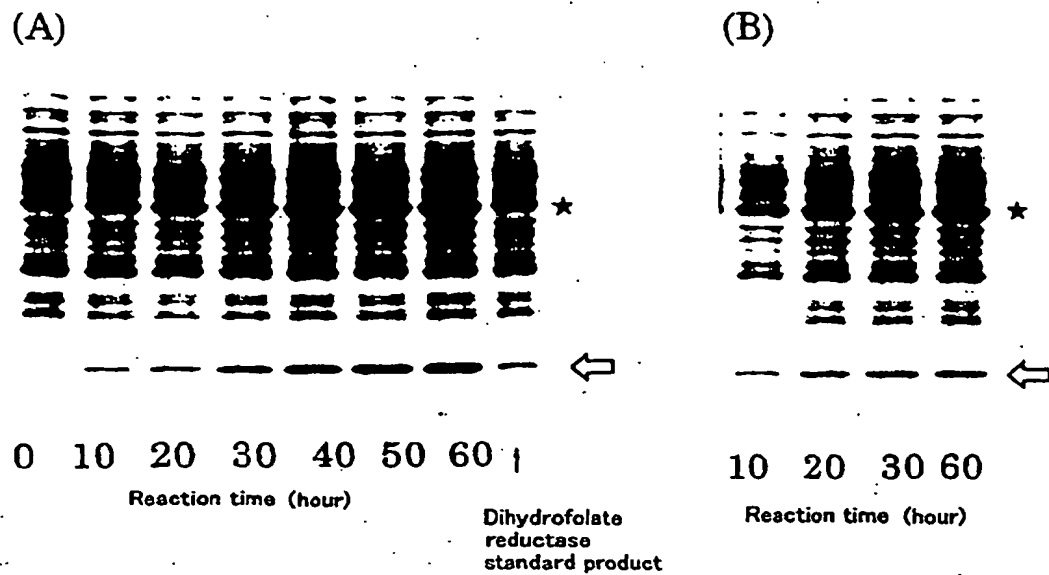 (A)
(B)
0 10 20 30 40 50 60
Reaction time (hour)
Dihydrofolate
reductase
standard product
10 20 30 60
Reaction time (hour)